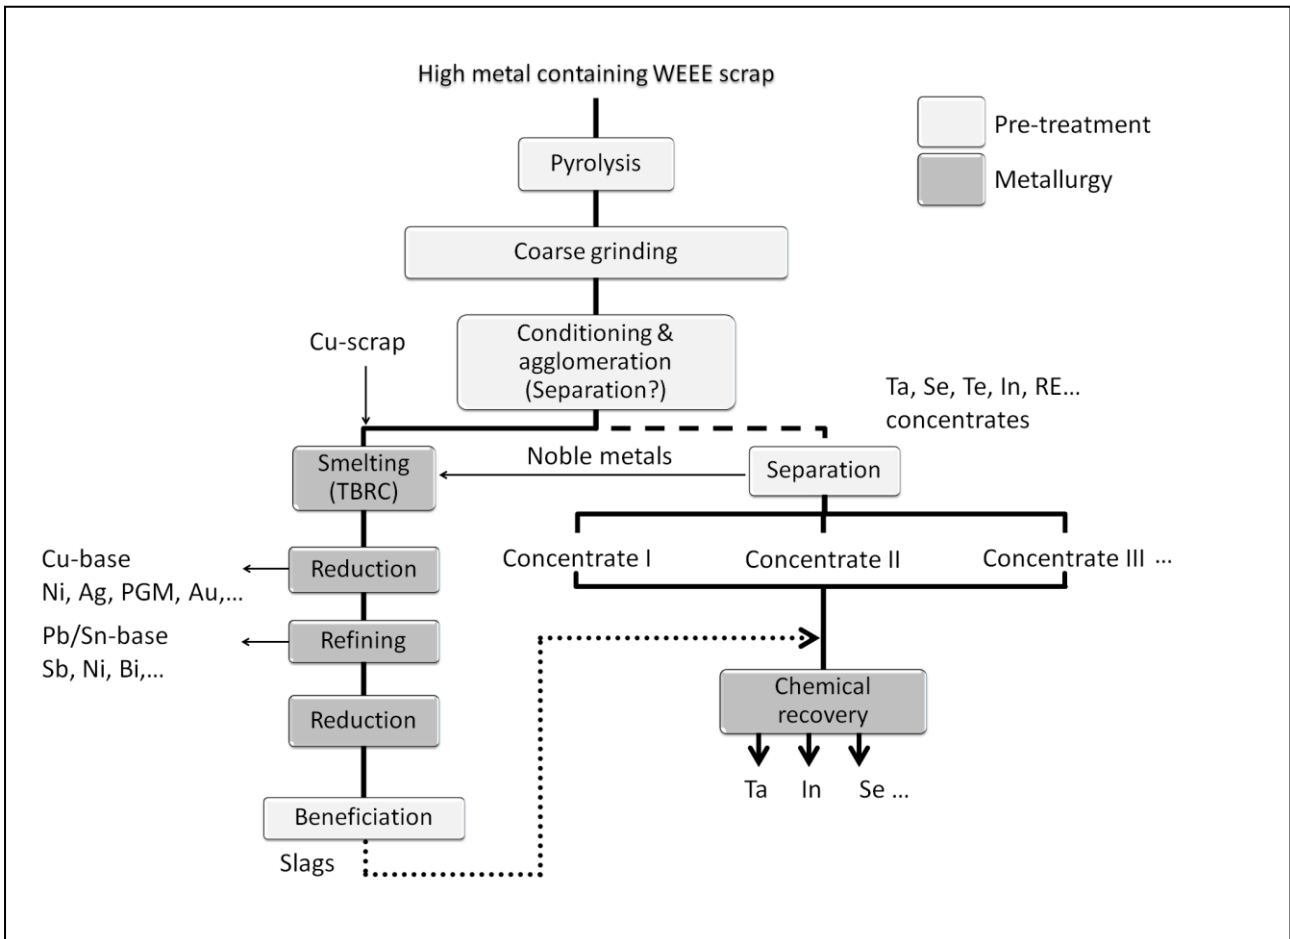 High metal containing WEEE scrap
Pre-treatment
Metallurgy
Pyrolysis
Coarse grinding
Conditioning &
agglomeration
(Separation?)
Cu-scrap
Ta, Se, Te, In, RE...
concentrates
Smelting
(TBRC)
Noble metals
Separation
Concentrate I
Concentrate II
Concentrate III ...
Cu-base
Ni, Ag, PGM, Au,...
Reduction
Pb/Sn-base
Sb, Ni, Bi,...
Refining
Reduction
Chemical
recovery
Ta
In
Se ...
Beneficiation
Slags